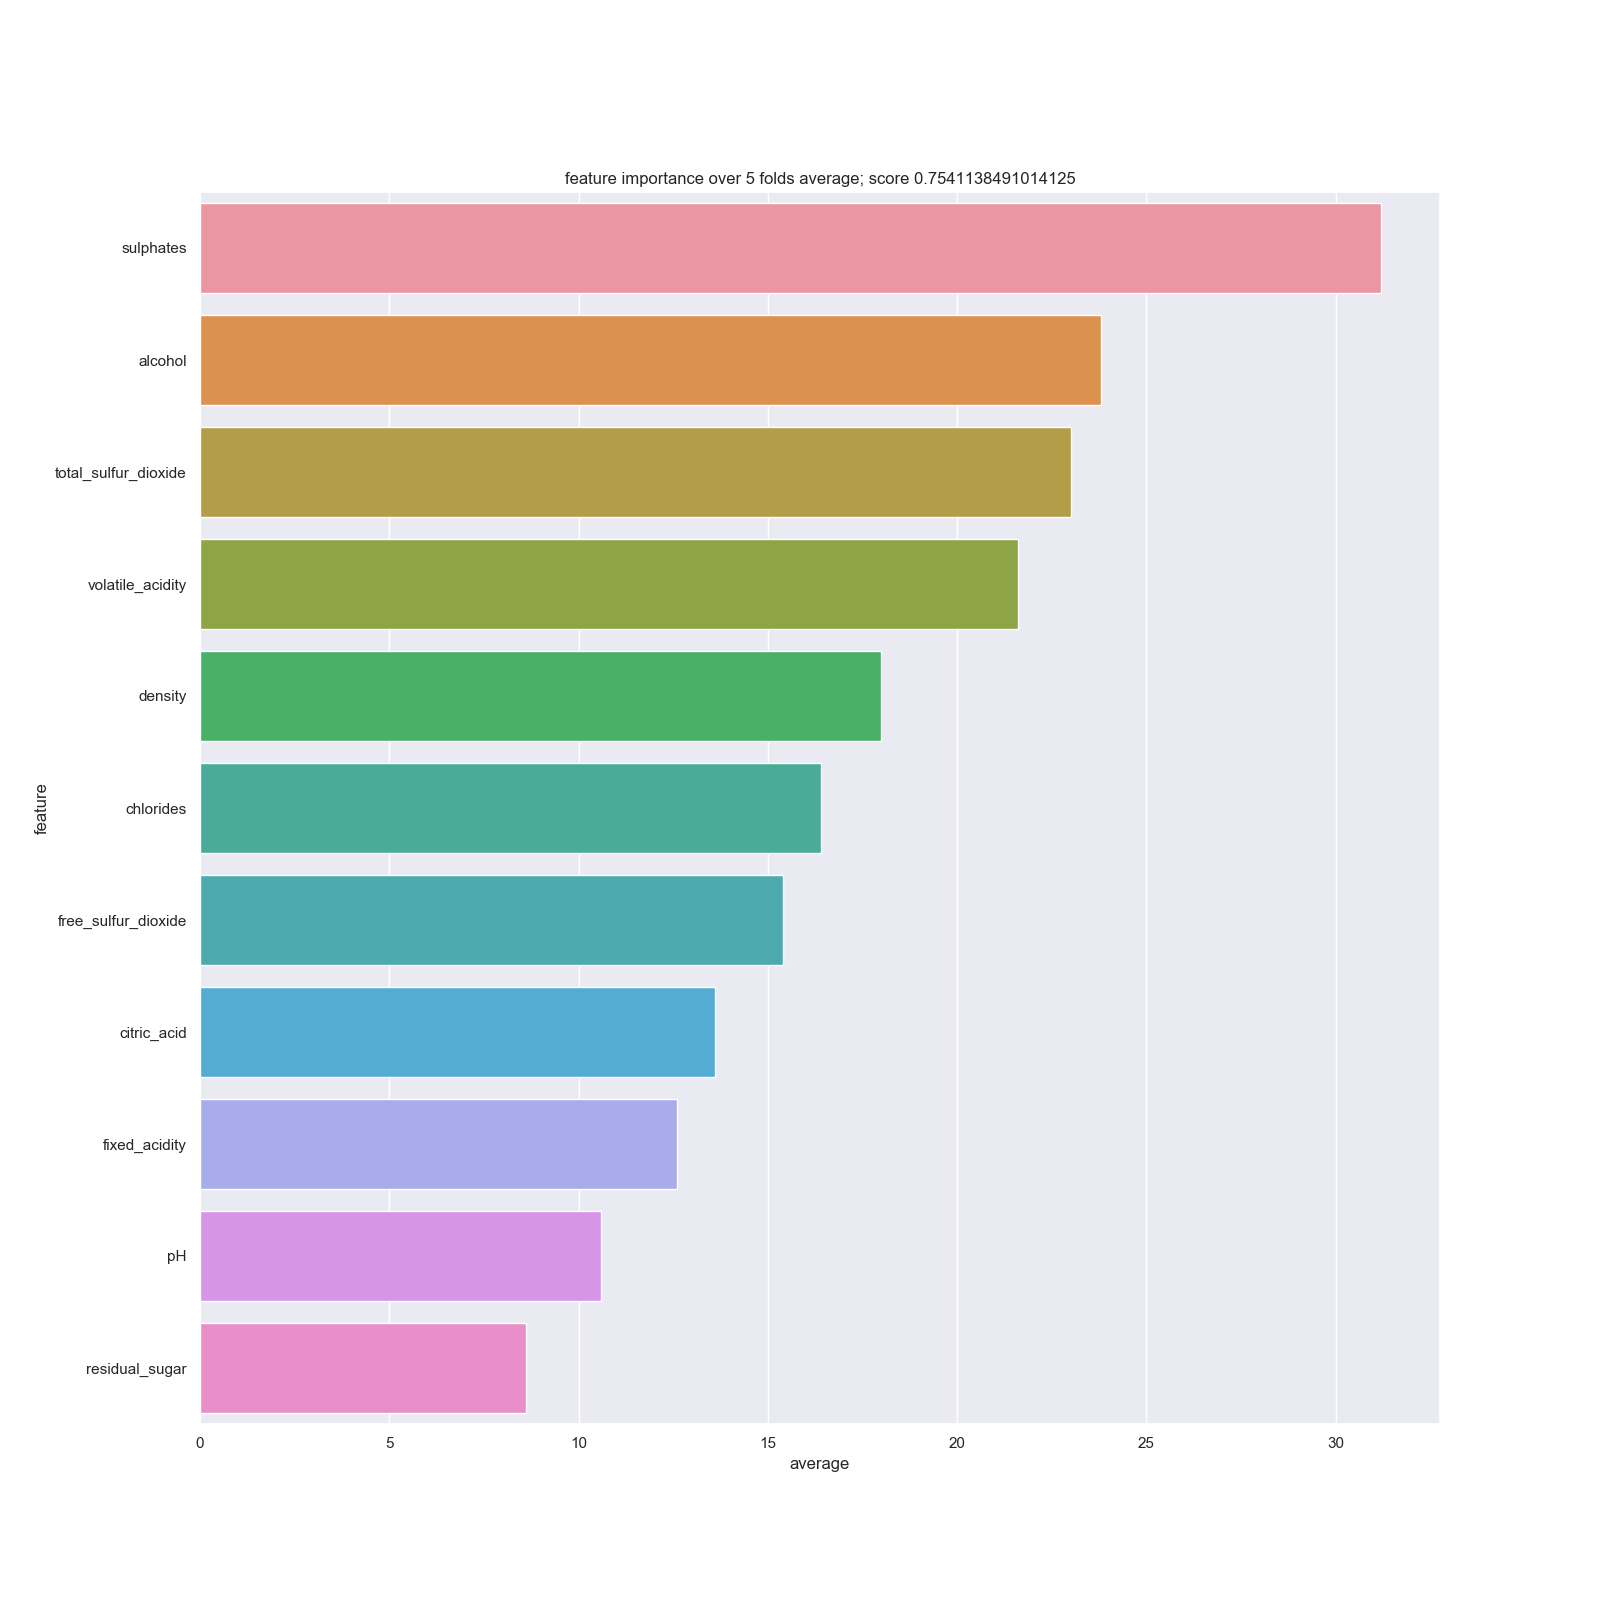 feature importance over 5 folds average; score 0.7541138491014125
sulphates
alcohol
total_sulfur_dioxide
volatile_acidity
density
chlorides
free_sulfur_dioxide
citric_acid
fixed_acidity
pH
residual_sugar
feature
0 5 10 15 20 25 30
average